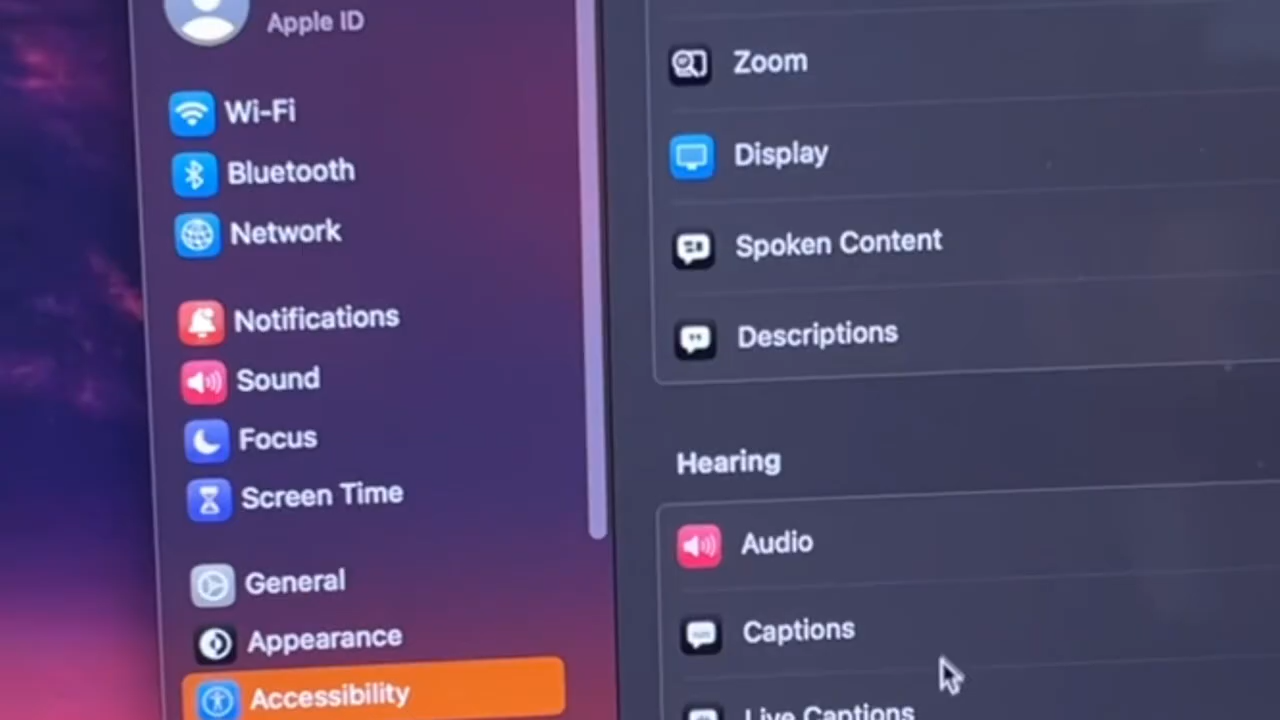 Apple ID
Wi-Fi
Bluetooth
Network
Notifications
Sound
Focus
Screen Time
General
Appearance
Accessibility
Zoom
Display
Spoken Content
Descriptions
Hearing
Audio
Captions
Live Captions